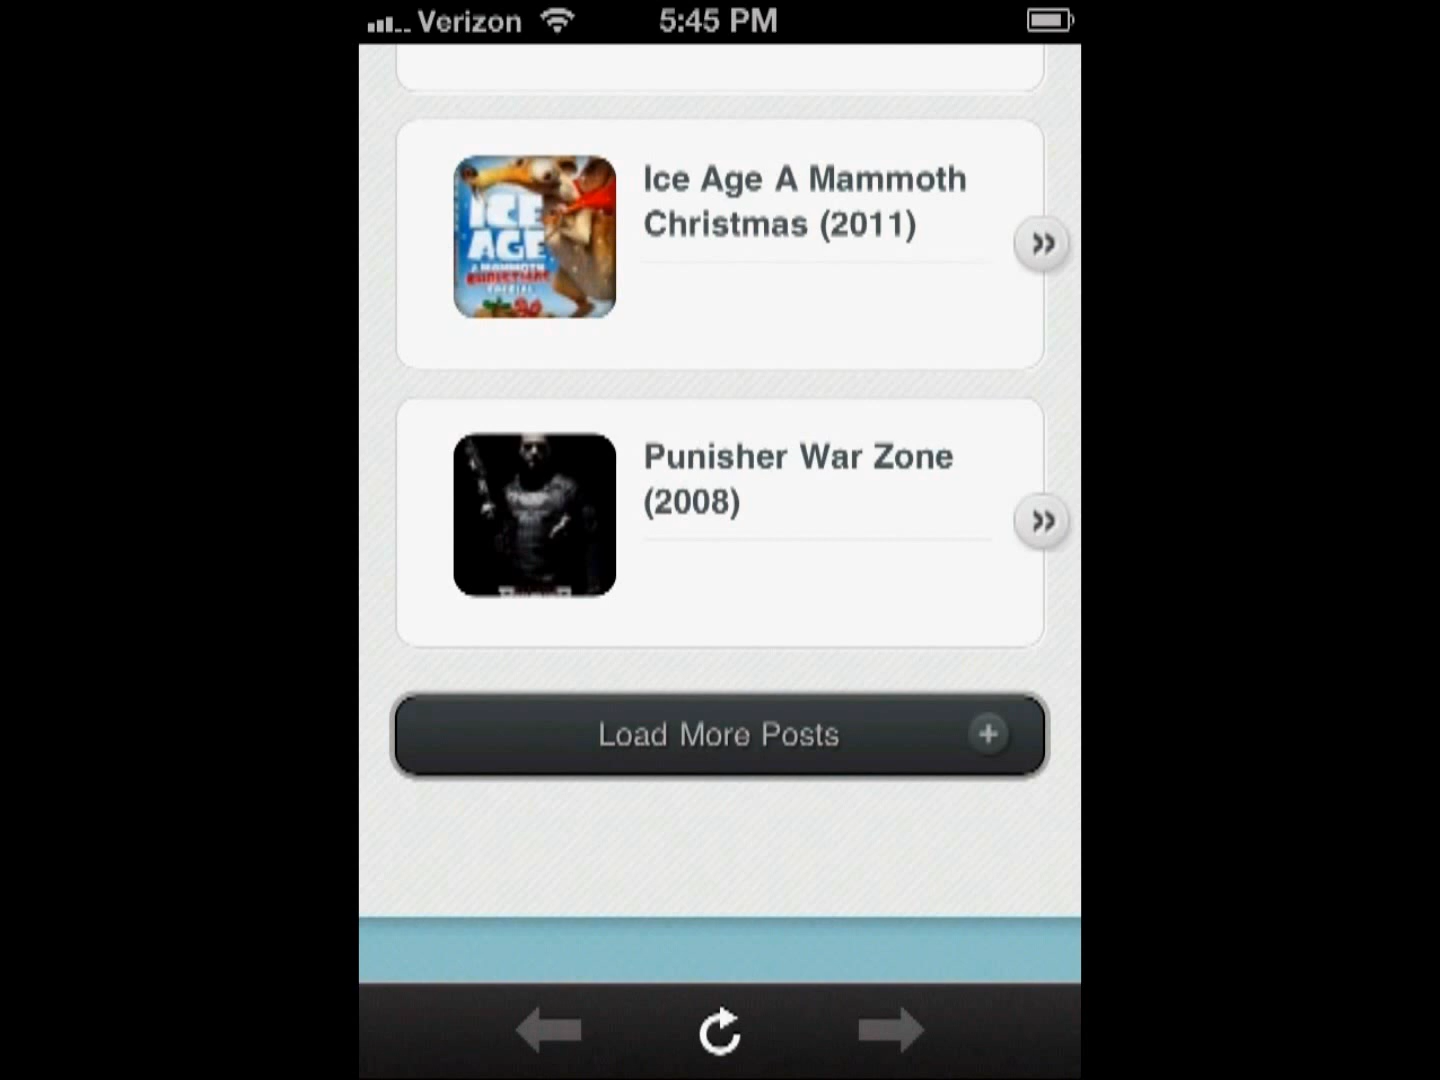 Verizon 5:45 PM
Ice Age A Mammoth
Christmas (2011)
ICE
AGE
A MAMMOTH
CHRISTMAS
SPECIAL
Punisher War Zone
(2008)
Load More Posts